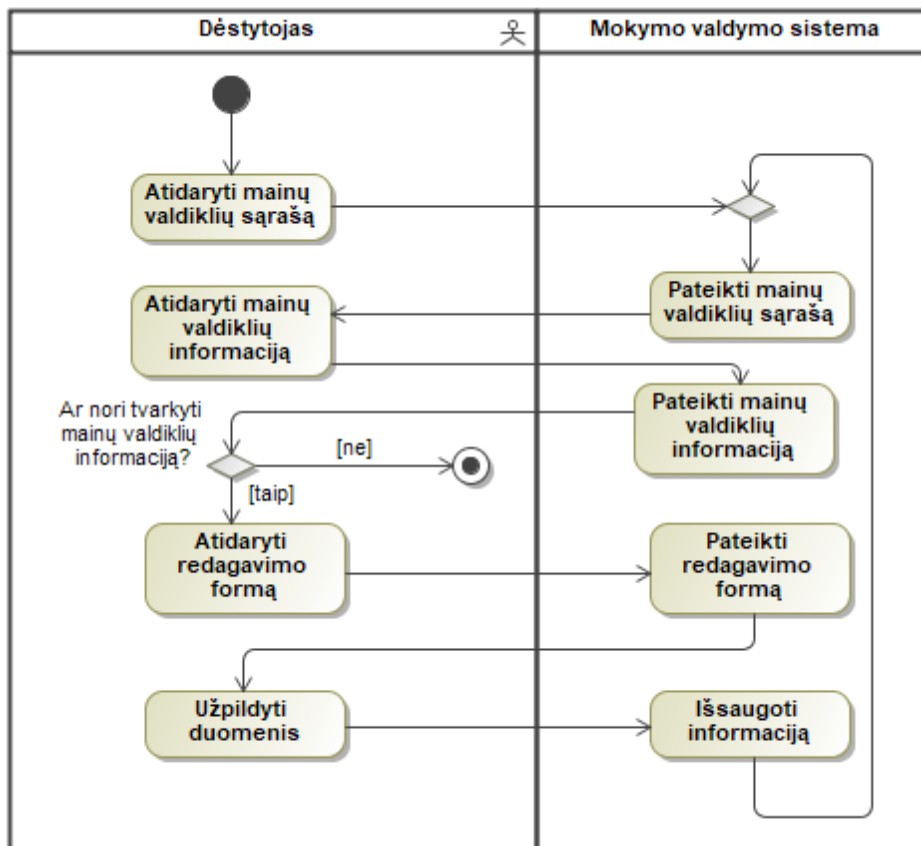 Dėstytojas
Mokymo valdymo sistema
Atidaryti mainų
valdiklių sąrašą
Pateikti mainų
valdiklių sąrašą
Atidaryti mainų
valdiklių
informaciją
Pateikti mainų
valdiklių
informaciją
Ar nori tvarkyti
mainų valdiklių
informaciją?
[ne]
[taip]
Atidaryti
redagavimo
formą
Pateikti
redagavimo
formą
Užpildyti
duomenis
Išsaugoti
informaciją